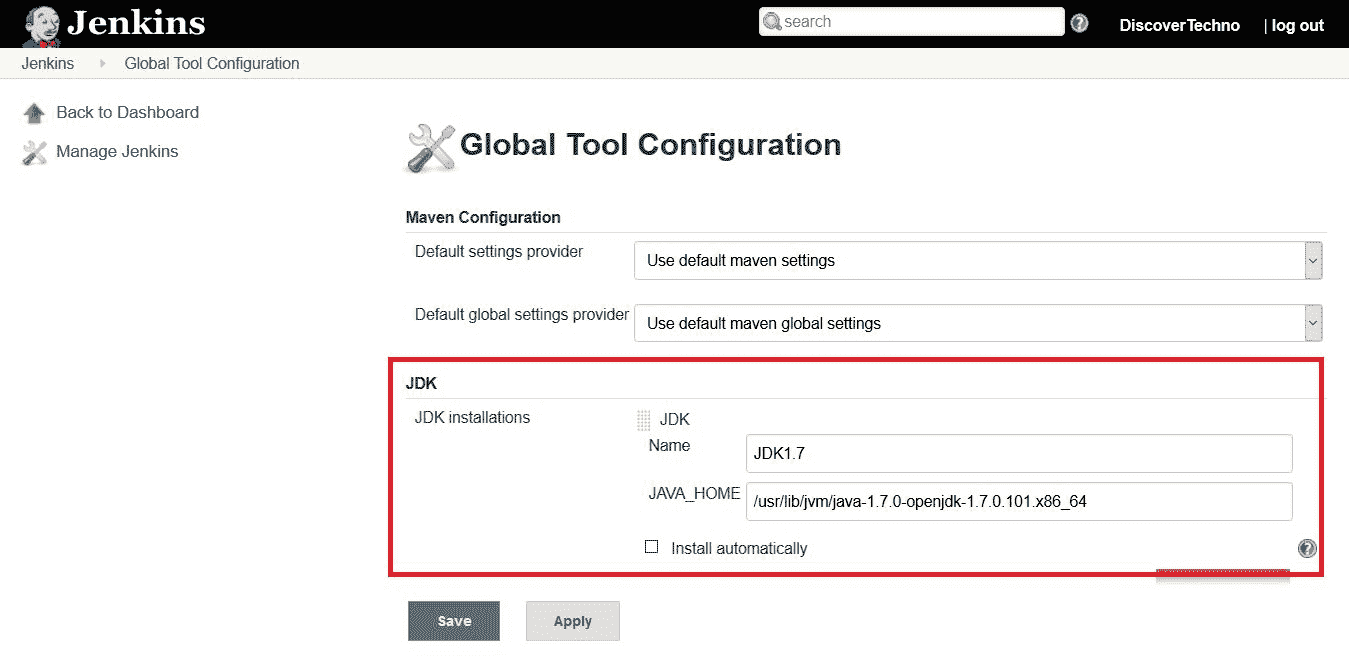 Jenkins
search
?
DiscoverTechno | log out
Jenkins Global Tool Configuration
Back to Dashboard
Manage Jenkins
Global Tool Configuration
Maven Configuration
Default settings provider Use default maven settings
Default global settings provider Use default maven global settings
JDK
JDK installations JDK
Name JDK1.7
JAVA_HOME /usr/lib/jvm/java-1.7.0-openjdk-1.7.0.101.x86_64
Install automatically ?
Save Apply